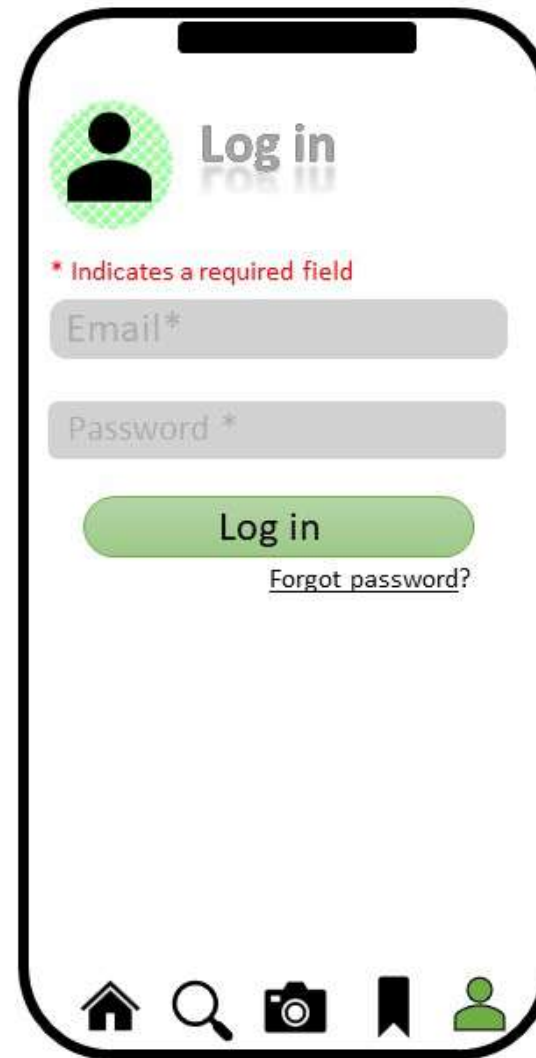 Log in
* Indicates a required field
Email*
Password *
Log in
Forgot password?